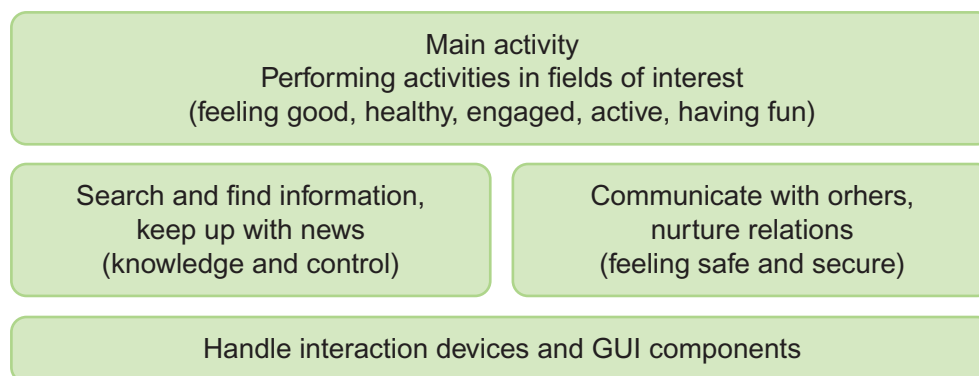 Main activity
Performing activities in fields of interest
(feeling good, healthy, engaged, active, having fun)
Search and find information,
keep up with news
(knowledge and control)
Communicate with orhers,
nurture relations
(feeling safe and secure)
Handle interaction devices and GUI components